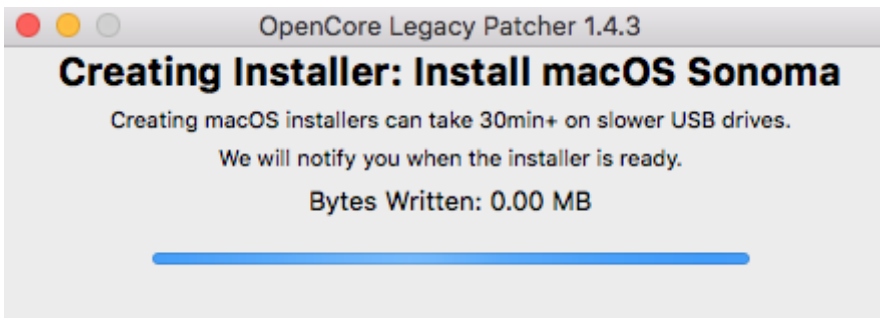 OpenCore Legacy Patcher 1.4.3
Creating Installer: Install macOS Sonoma
Creating macOS installers can take 30min+ on slower USB drives.
We will notify you when the installer is ready.
Bytes Written: 0.00 MB